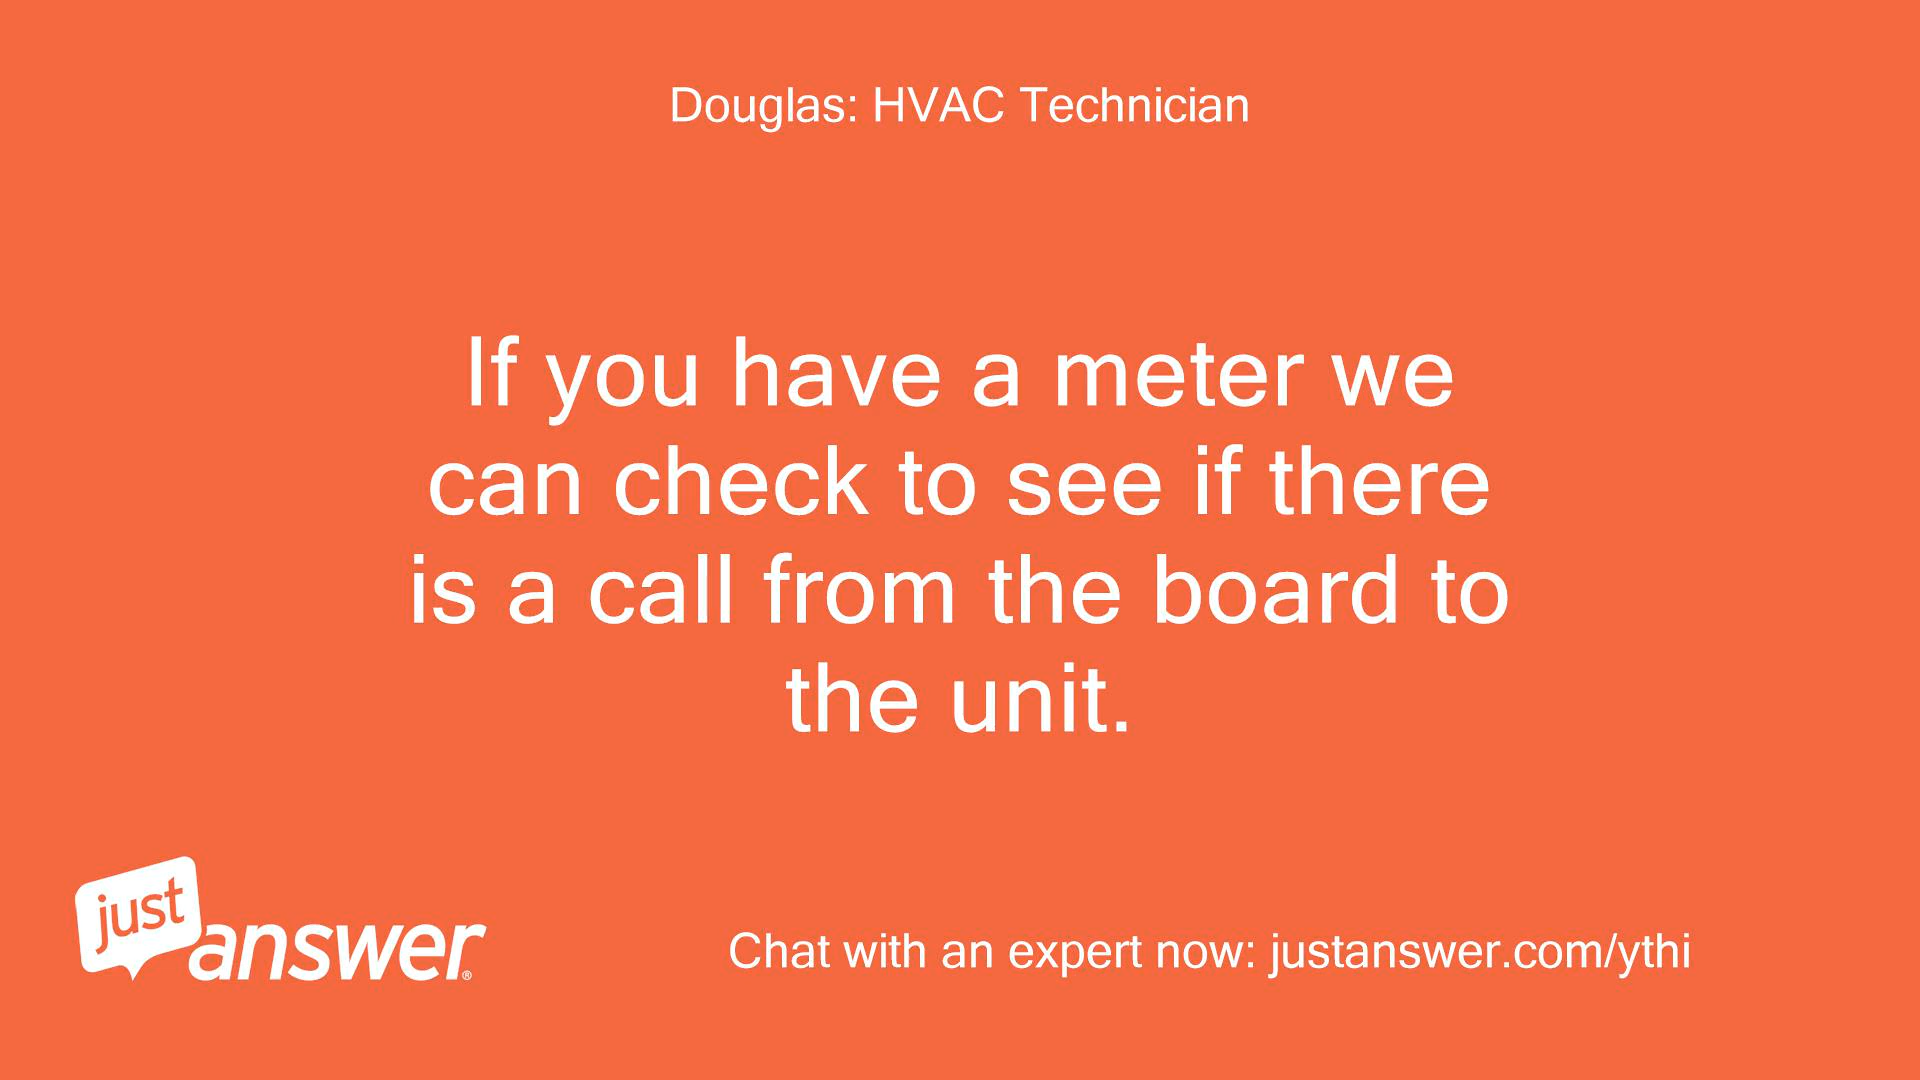 Douglas: HVAC Technician
If you have a meter we
can check to see if there
is a call from the board to
the unit.
just
answer®
Chat with an expert now: justanswer.com/ythi